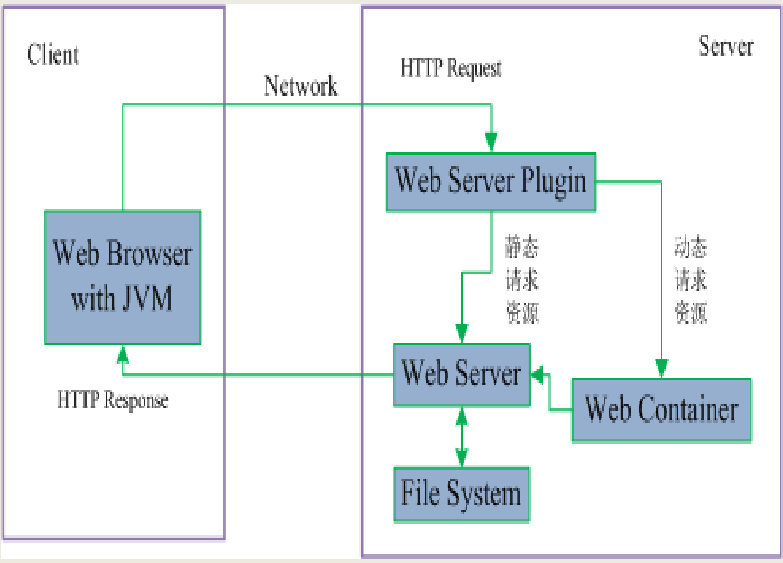 Client
Server
Network
HTTP Request
Web Server Plugin
Web Browser
with JVM
静态
请求
资源
动态
请求
资源
Web Server
HTTP Response
Web Container
File System